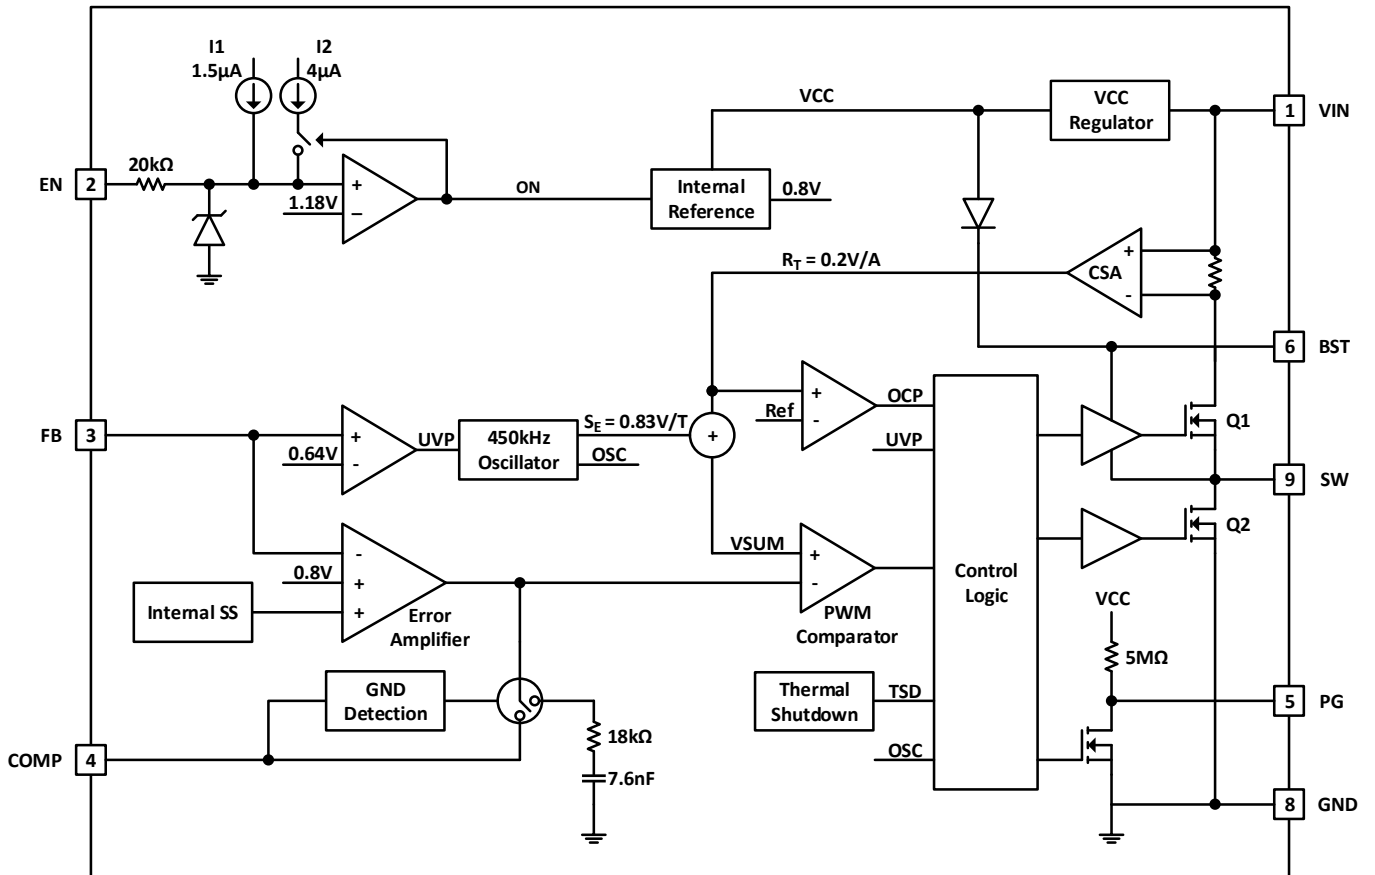 I1
1.5µA
I2
4µA
VCC
VCC
Regulator
1
VIN
EN
2
20kΩ
+
1.18V
−
ON
Internal
Reference
0.8V
R_T = 0.2V/A
CSA
+
-
6
BST
FB
3
+
0.64V
-
UVP
450kHz
Oscillator
S_E = 0.83V/T
OSC
+
Ref
+
-
OCP
UVP
Q1
9
SW
Q2
-
0.8V
+
+
Internal SS
Error
Amplifier
VSUM
+
-
PWM
Comparator
Control
Logic
VCC
5MΩ
GND
Detection
Thermal
Shutdown
TSD
5
PG
18kΩ
7.6nF
OSC
COMP
4
8
GND